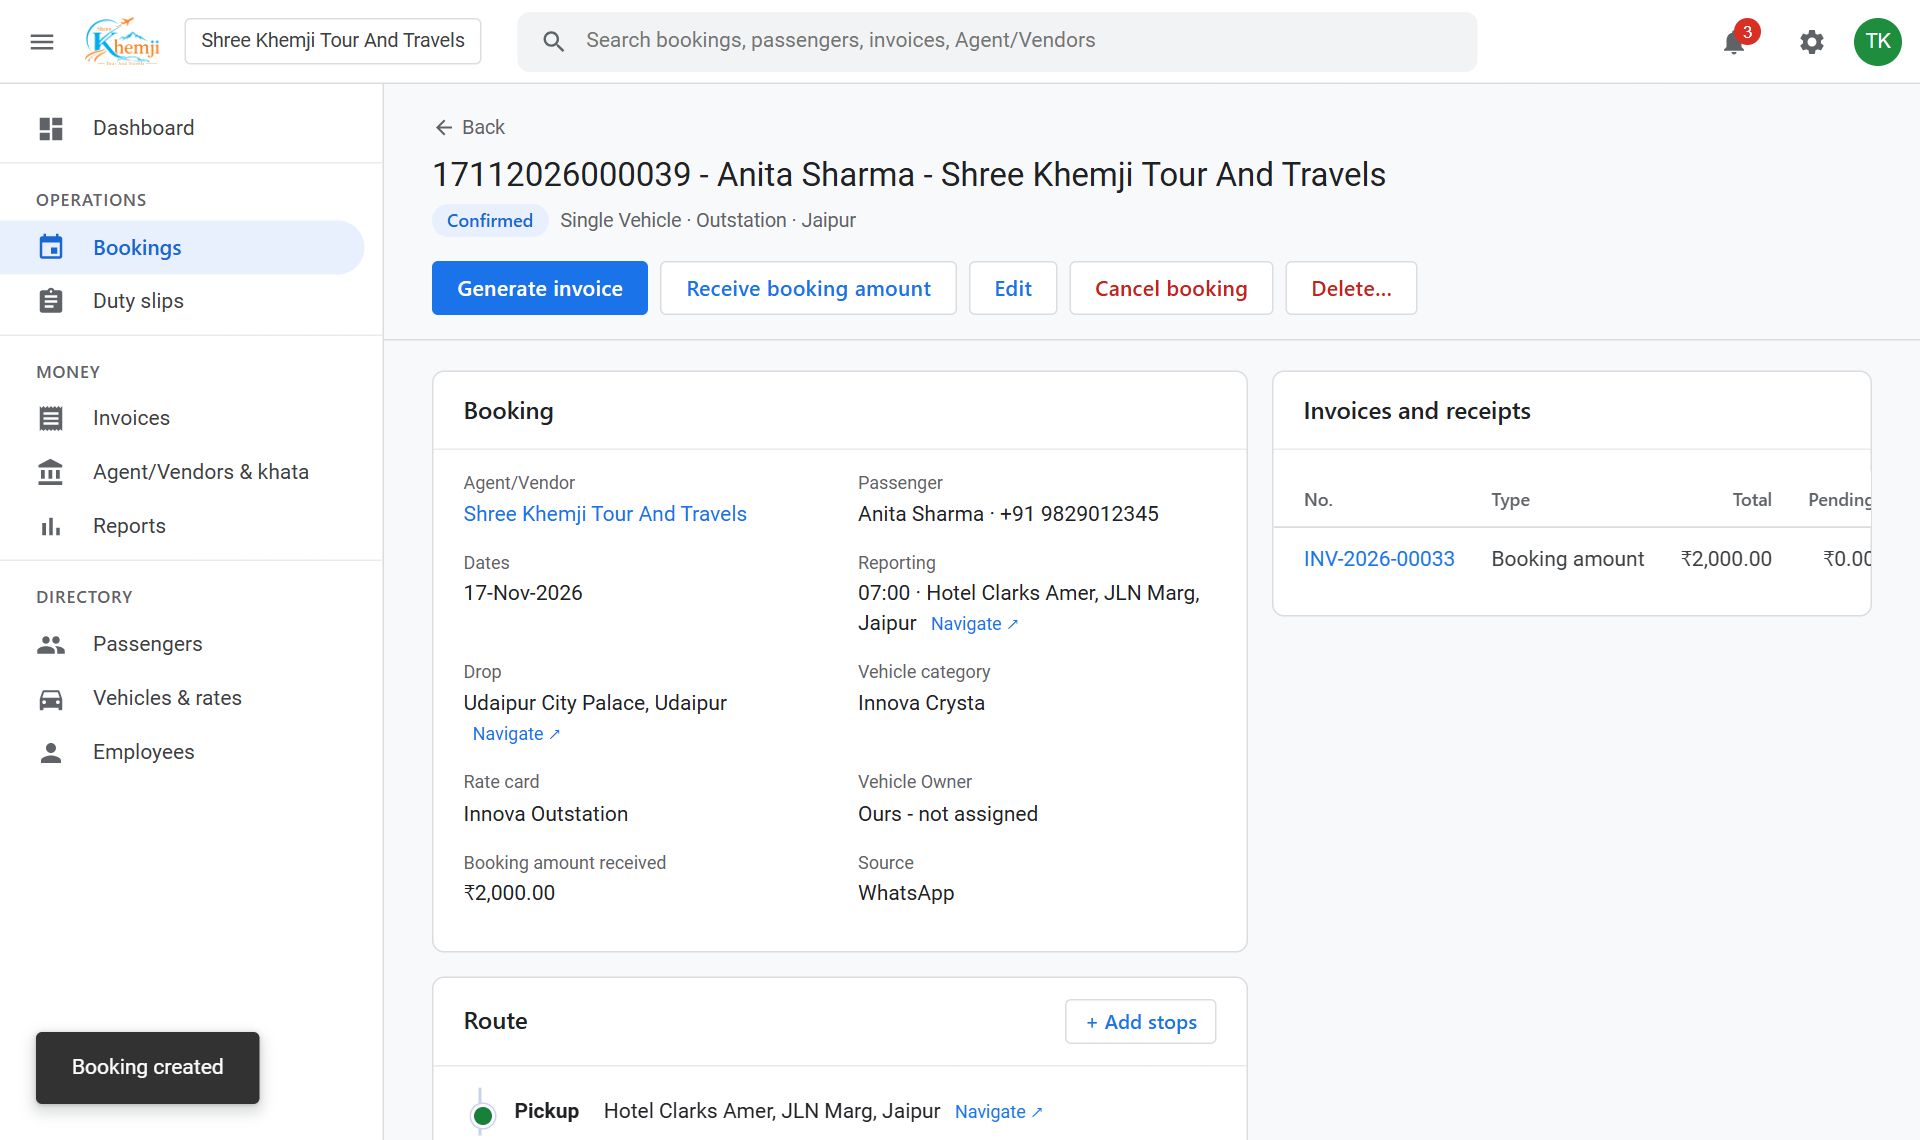 Khemji
Shree Khemji Tour And Travels
Search bookings, passengers, invoices, Agent/Vendors
3
TK
Dashboard
OPERATIONS
Bookings
Duty slips
MONEY
Invoices
Agent/Vendors & khata
Reports
DIRECTORY
Passengers
Vehicles & rates
Employees
Booking created
← Back
17112026000039 - Anita Sharma - Shree Khemji Tour And Travels
Confirmed Single Vehicle · Outstation · Jaipur
Generate invoice
Receive booking amount
Edit
Cancel booking
Delete...
Booking
Agent/Vendor
Shree Khemji Tour And Travels
Passenger
Anita Sharma · +91 9829012345
Dates
17-Nov-2026
Reporting
07:00 · Hotel Clarks Amer, JLN Marg,
Jaipur Navigate ↗
Drop
Udaipur City Palace, Udaipur
Navigate ↗
Vehicle category
Innova Crysta
Rate card
Innova Outstation
Vehicle Owner
Ours - not assigned
Booking amount received
₹2,000.00
Source
WhatsApp
Route
+ Add stops
Pickup Hotel Clarks Amer, JLN Marg, Jaipur Navigate ↗
Invoices and receipts
No. Type Total Pending
INV-2026-00033 Booking amount ₹2,000.00 ₹0.00